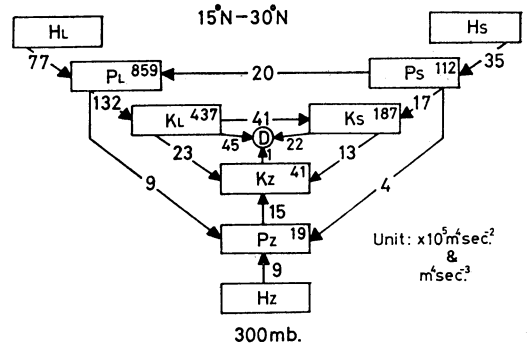 15°N-30°N
HL
HS
77
35
PL 859
20
PS 112
132
17
KL 437
41
KS 187
D
45
1
22
23
13
KZ 41
9
4
15
PZ 19
9
HZ
Unit: x10⁵m⁴sec.⁻²
&
m⁴sec.⁻³
300mb.